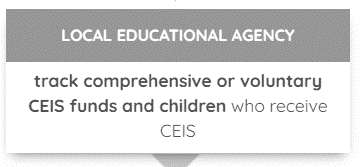 LOCAL EDUCATIONAL AGENCY
track comprehensive or voluntary
CEIS funds and children who receive
CEIS